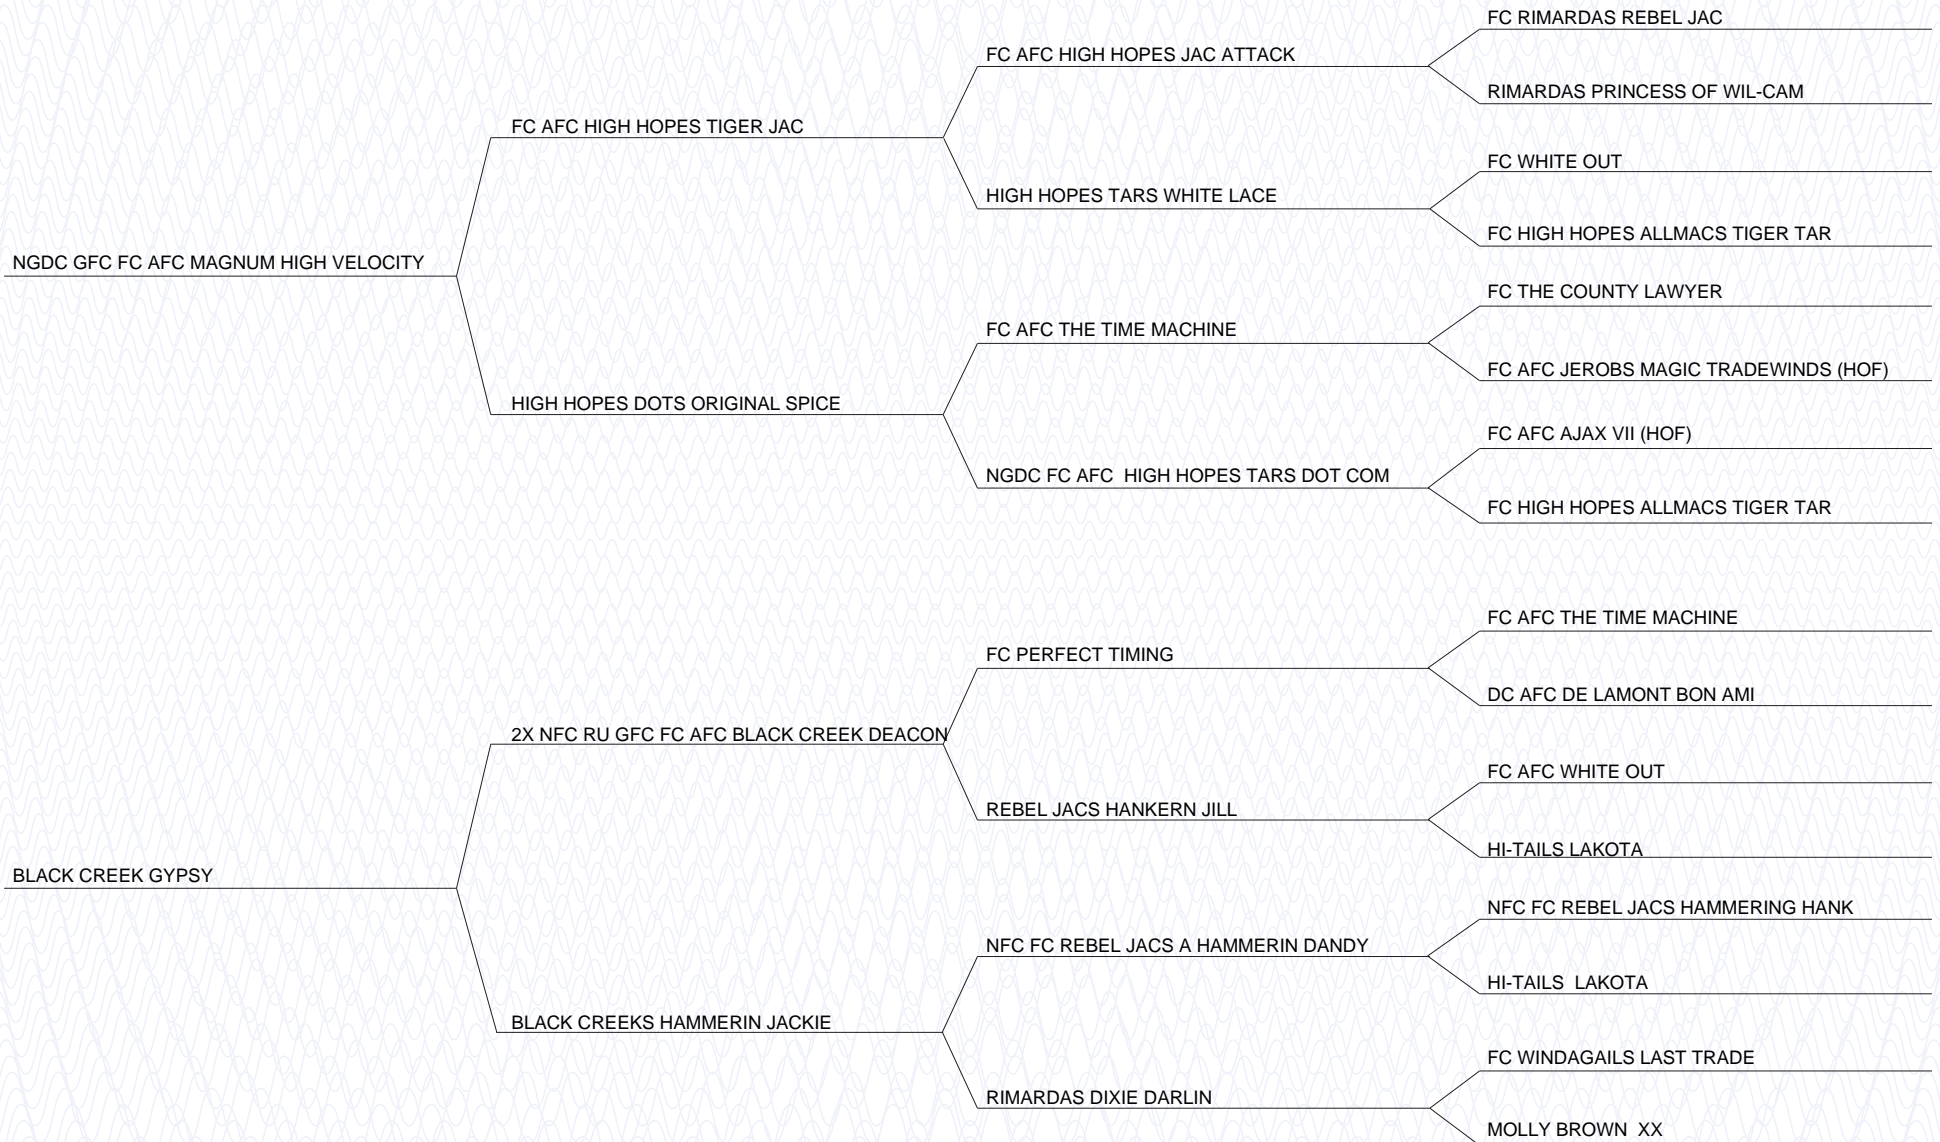 FC RIMARDAS REBEL JAC
FC AFC HIGH HOPES JAC ATTACK
RIMARDAS PRINCESS OF WIL-CAM
FC AFC HIGH HOPES TIGER JAC
FC WHITE OUT
HIGH HOPES TARS WHITE LACE
FC HIGH HOPES ALLMACS TIGER TAR
NGDC GFC FC AFC MAGNUM HIGH VELOCITY
FC THE COUNTY LAWYER
FC AFC THE TIME MACHINE
FC AFC JEROBS MAGIC TRADEWINDS (HOF)
HIGH HOPES DOTS ORIGINAL SPICE
FC AFC AJAX VII (HOF)
NGDC FC AFC  HIGH HOPES TARS DOT COM
FC HIGH HOPES ALLMACS TIGER TAR
FC AFC THE TIME MACHINE
FC PERFECT TIMING
DC AFC DE LAMONT BON AMI
2X NFC RU GFC FC AFC BLACK CREEK DEACON
FC AFC WHITE OUT
REBEL JACS HANKERN JILL
HI-TAILS LAKOTA
BLACK CREEK GYPSY
NFC FC REBEL JACS HAMMERING HANK
NFC FC REBEL JACS A HAMMERIN DANDY
HI-TAILS  LAKOTA
BLACK CREEKS HAMMERIN JACKIE
FC WINDAGAILS LAST TRADE
RIMARDAS DIXIE DARLIN
MOLLY BROWN  XX